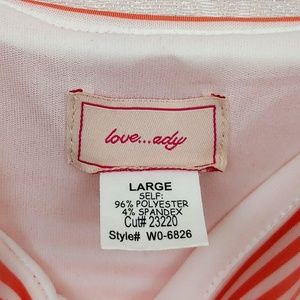 love...ady
LARGE
SELF:
96% POLYESTER
4% SPANDEX
Cut# 23220
Style# W0-6826